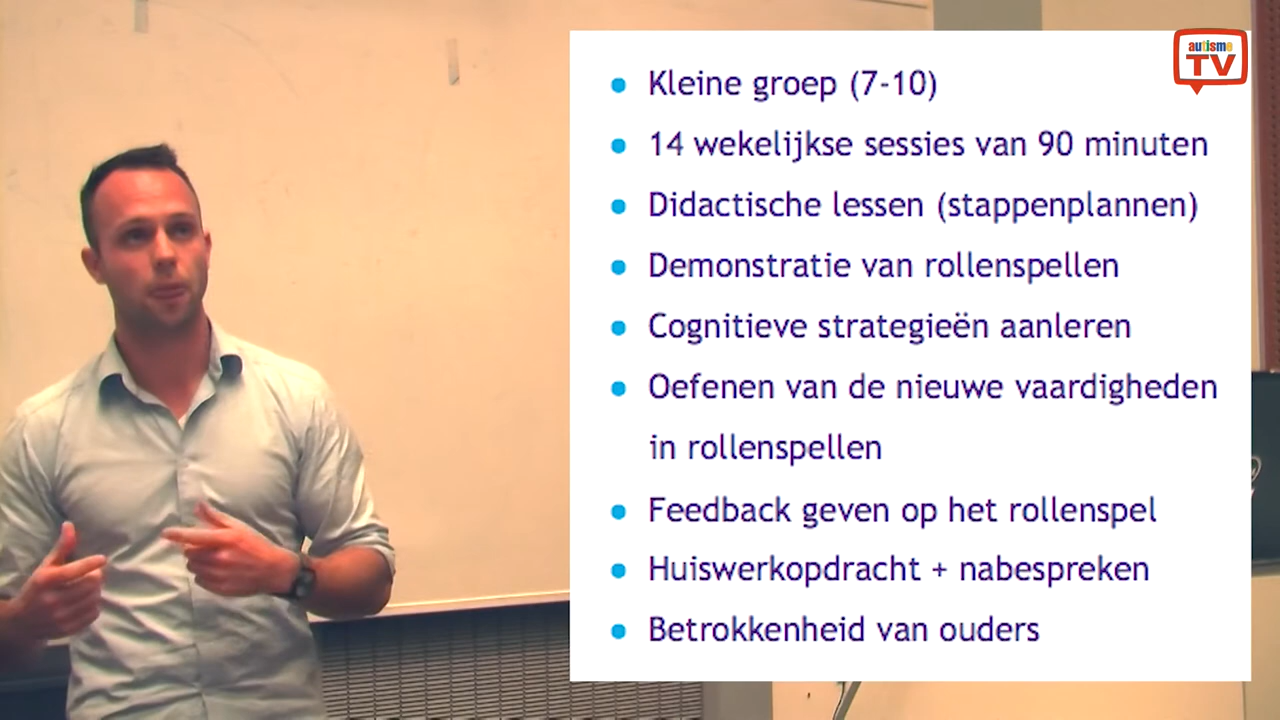 autisme
TV
Kleine groep (7-10)
14 wekelijkse sessies van 90 minuten
Didactische lessen (stappenplannen)
Demonstratie van rollenspellen
Cognitieve strategieën aanleren
Oefenen van de nieuwe vaardigheden
in rollenspellen
Feedback geven op het rollenspel
Huiswerkopdracht + nabespreken
Betrokkenheid van ouders